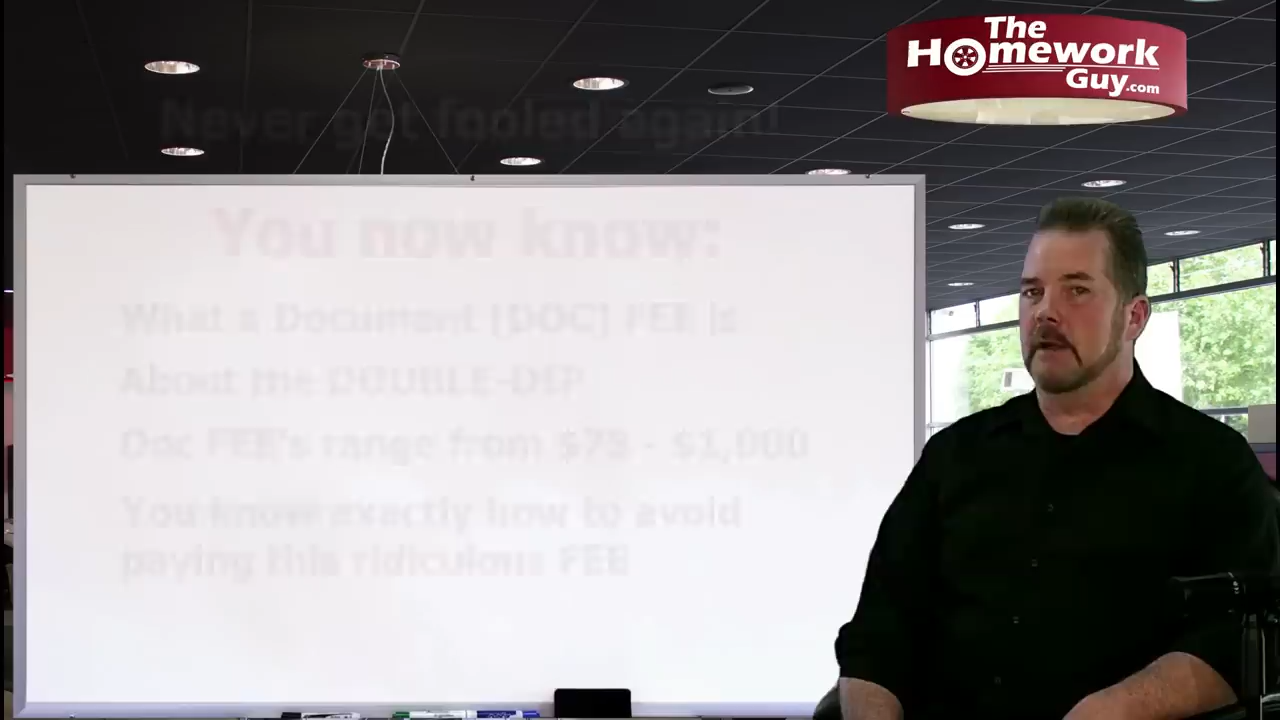 The
Homework
Guy.com
Never get fooled again!
You now know:
What a Document [DOC] FEE is
About the DOUBLE-DIP
Doc FEE's range from $75 - $1,000
You know exactly how to avoid
paying this ridiculous FEE